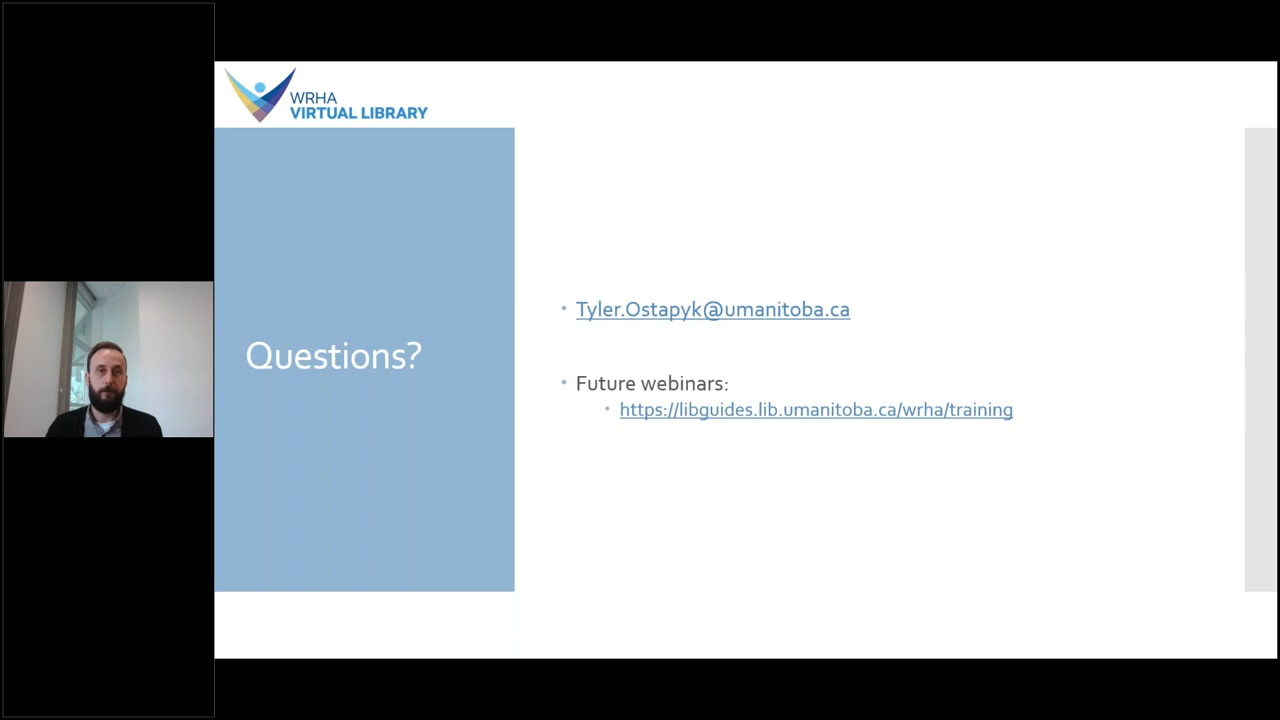 WRHA
VIRTUAL LIBRARY
Questions?
Tyler.Ostapyk@umanitoba.ca
Future webinars:
https://libguides.lib.umanitoba.ca/wrha/training